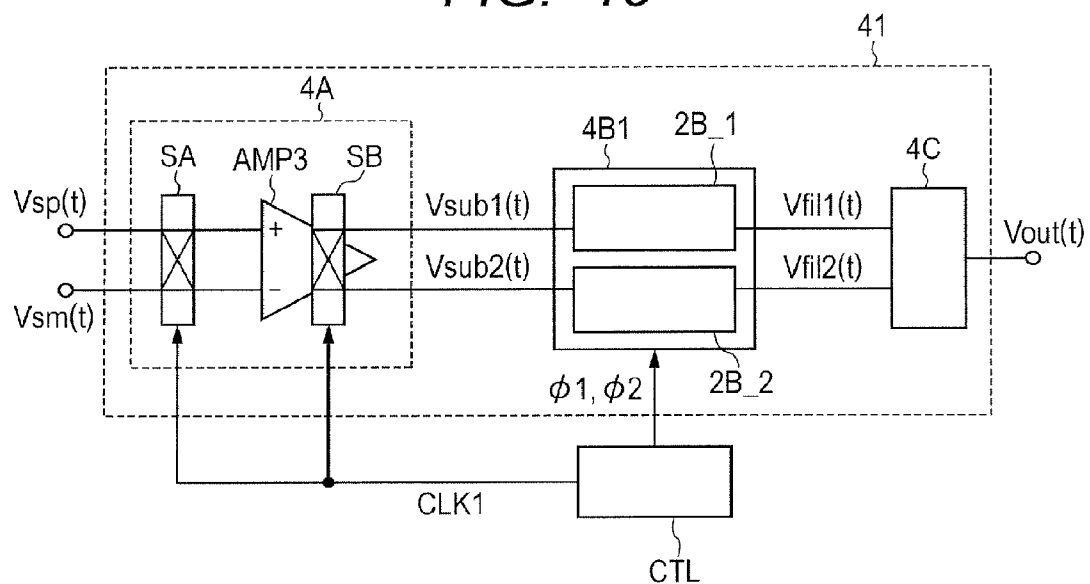 FIG.
41
4A
SA
AMP3
SB
4B1
2B_1
4C
Vsp(t)
+
Vsub1(t)
Vfil1(t)
Vout(t)
Vsub2(t)
Vfil2(t)
−
Vsm(t)
2B_2
ϕ1, ϕ2
CLK1
CTL